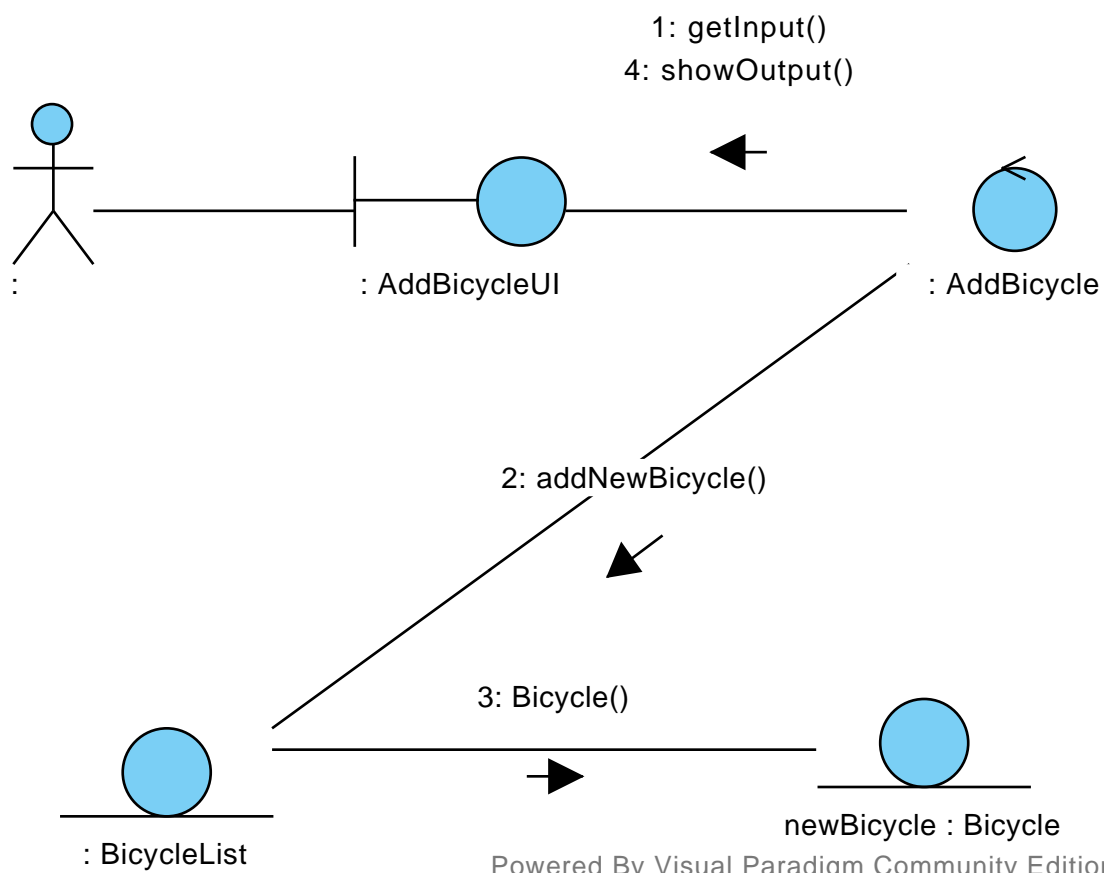 1: getInput()
4: showOutput()
:
: AddBicycleUI
: AddBicycle
2: addNewBicycle()
3: Bicycle()
newBicycle : Bicycle
: BicycleList
Powered By Visual Paradigm Community Edition